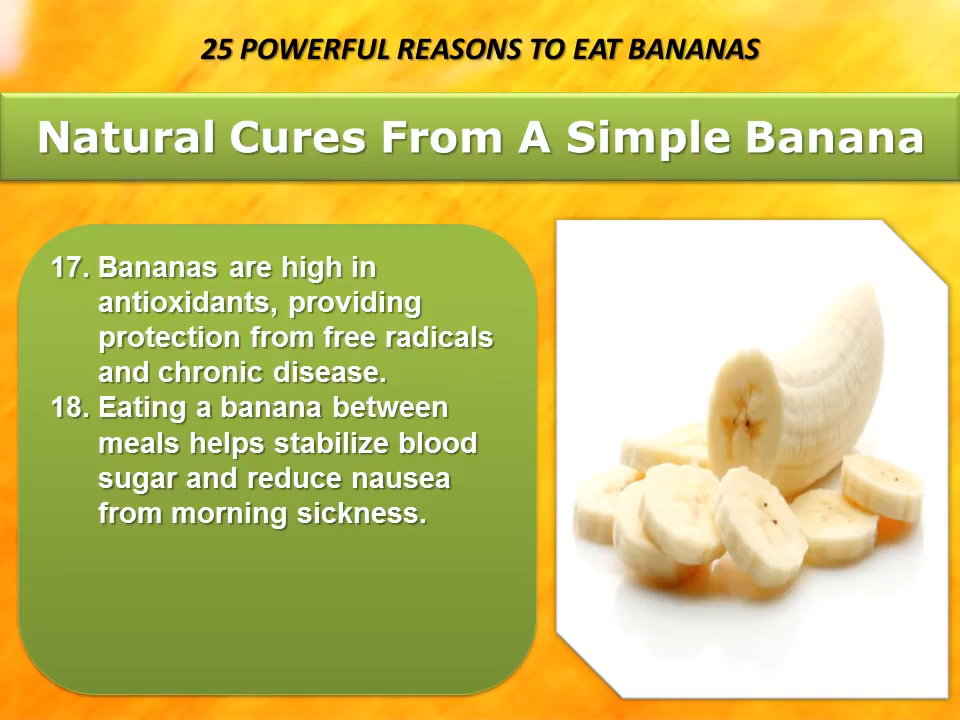 25 POWERFUL REASONS TO EAT BANANAS
Natural Cures From A Simple Banana
17. Bananas are high in
antioxidants, providing
protection from free radicals
and chronic disease.
18. Eating a banana between
meals helps stabilize blood
sugar and reduce nausea
from morning sickness.